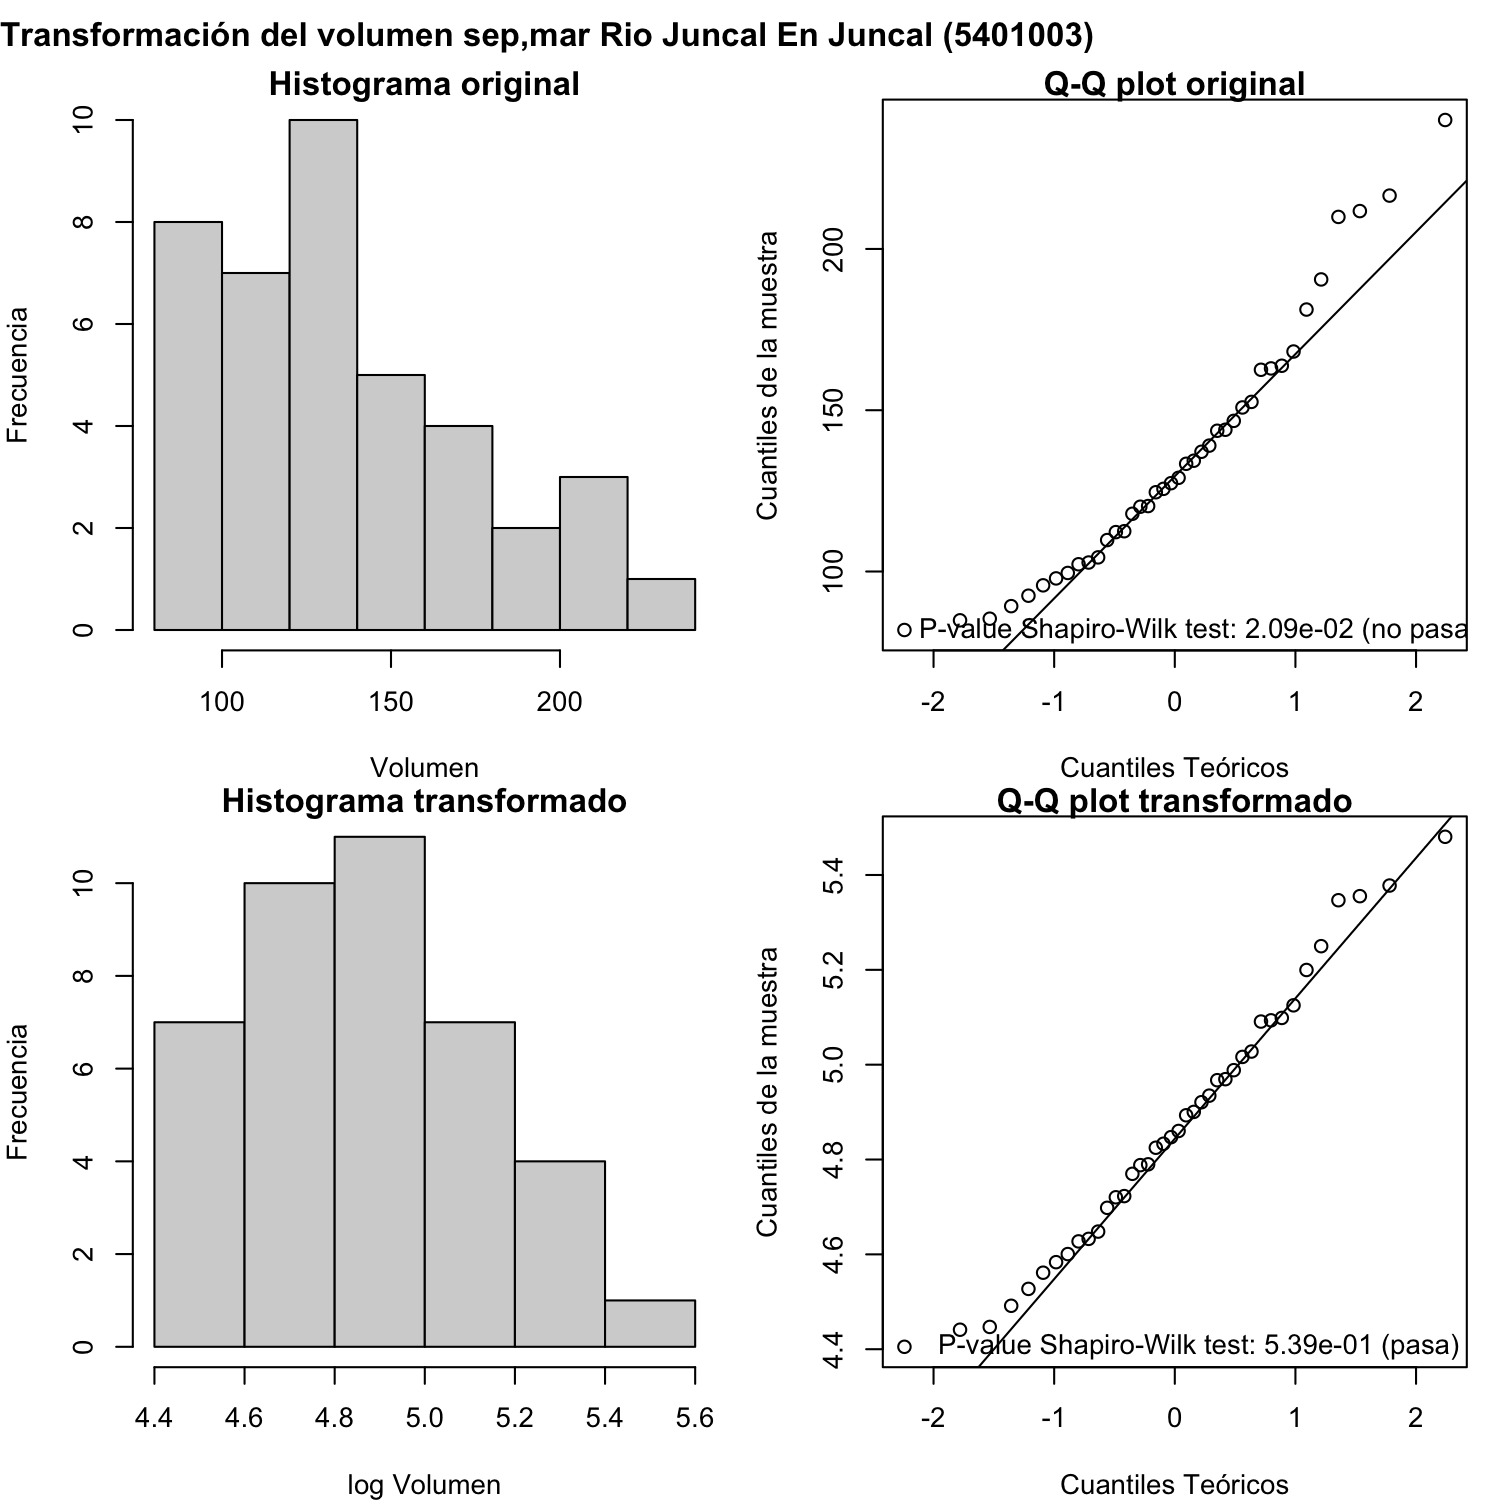 Transformación del volumen sep,mar Rio Juncal En Juncal (5401003)
Histograma original
Frecuencia
0 2 4 6 8 10
100 150 200
Volumen
Q-Q plot original
Cuantiles de la muestra
100 150 200
P-value Shapiro-Wilk test: 2.09e-02 (no pasa
-2 -1 0 1 2
Cuantiles Teóricos
Histograma transformado
Frecuencia
0 2 4 6 8 10
4.4 4.6 4.8 5.0 5.2 5.4 5.6
log Volumen
Q-Q plot transformado
Cuantiles de la muestra
4.4 4.6 4.8 5.0 5.2 5.4
P-value Shapiro-Wilk test: 5.39e-01 (pasa)
-2 -1 0 1 2
Cuantiles Teóricos